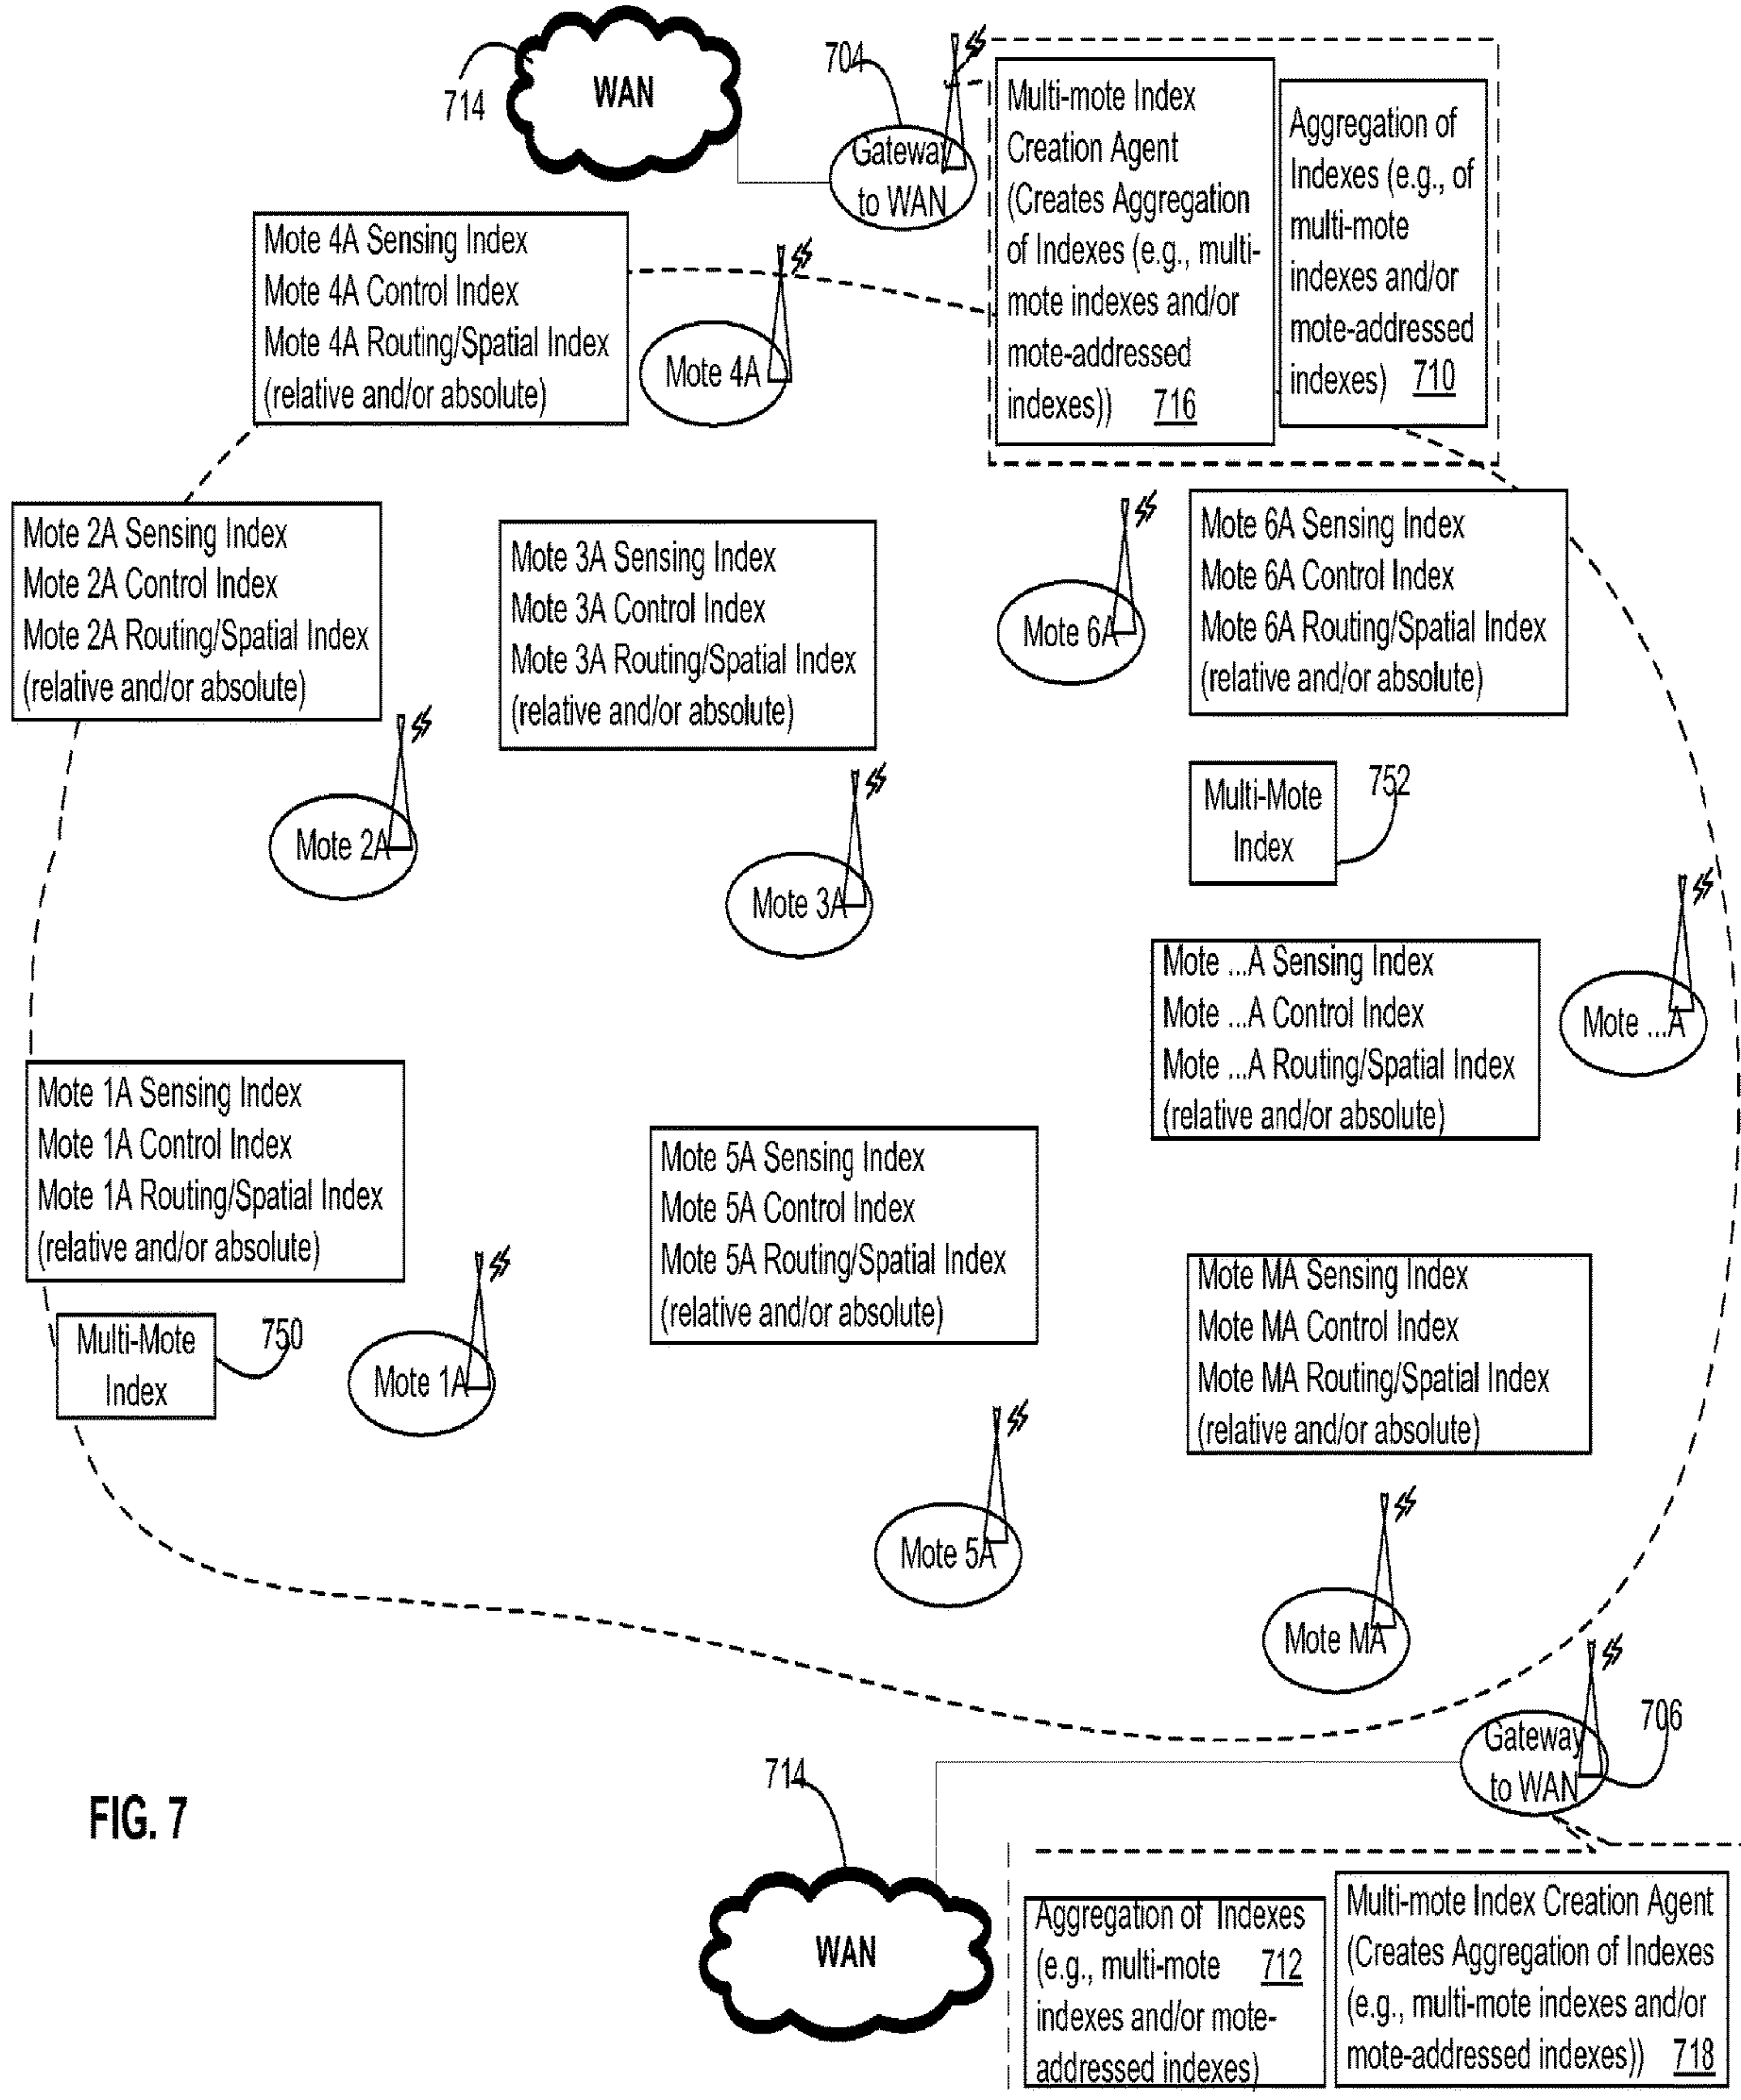 WAN
714
704
Gateway
to WAN
Multi-mote Index
Creation Agent
(Creates Aggregation
of Indexes (e.g., multi-
mote indexes and/or
mote-addressed
indexes)) 716
Aggregation of
Indexes (e.g., of
multi-mote
indexes and/or
mote-addressed
indexes) 710
Mote 4A Sensing Index
Mote 4A Control Index
Mote 4A Routing/Spatial Index
(relative and/or absolute)
Mote 4A
Mote 2A Sensing Index
Mote 2A Control Index
Mote 2A Routing/Spatial Index
(relative and/or absolute)
Mote 2A
Mote 3A Sensing Index
Mote 3A Control Index
Mote 3A Routing/Spatial Index
(relative and/or absolute)
Mote 3A
Mote 6A
Mote 6A Sensing Index
Mote 6A Control Index
Mote 6A Routing/Spatial Index
(relative and/or absolute)
Multi-Mote
Index
752
Mote ...A Sensing Index
Mote ...A Control Index
Mote ...A Routing/Spatial Index
(relative and/or absolute)
Mote ...A
Mote 1A Sensing Index
Mote 1A Control Index
Mote 1A Routing/Spatial Index
(relative and/or absolute)
Multi-Mote
Index
750
Mote 1A
Mote 5A Sensing Index
Mote 5A Control Index
Mote 5A Routing/Spatial Index
(relative and/or absolute)
Mote 5A
Mote MA Sensing Index
Mote MA Control Index
Mote MA Routing/Spatial Index
(relative and/or absolute)
Mote MA
Gateway
to WAN
706
714
WAN
FIG. 7
Aggregation of Indexes
(e.g., multi-mote 712
indexes and/or mote-
addressed indexes)
Multi-mote Index Creation Agent
(Creates Aggregation of Indexes
(e.g., multi-mote indexes and/or
mote-addressed indexes)) 718